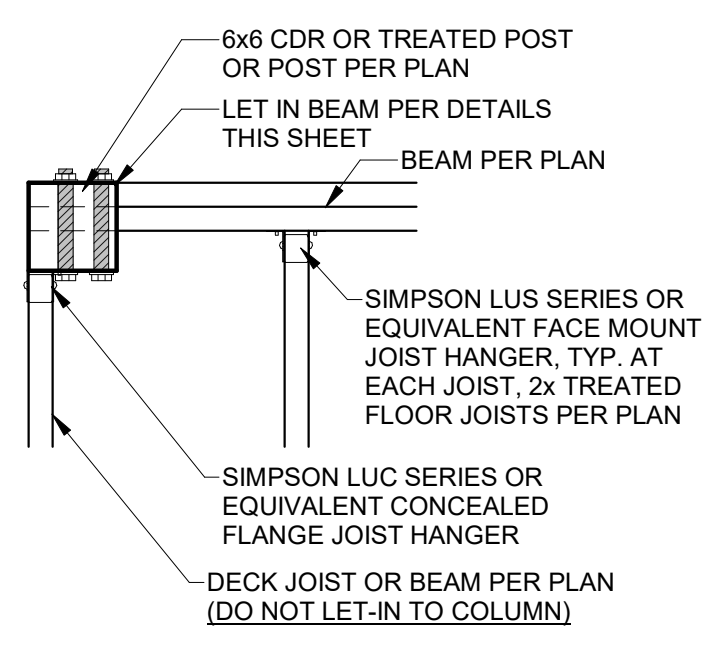 6x6 CDR OR TREATED POST
OR POST PER PLAN
LET IN BEAM PER DETAILS
THIS SHEET
BEAM PER PLAN
SIMPSON LUS SERIES OR
EQUIVALENT FACE MOUNT
JOIST HANGER, TYP. AT
EACH JOIST, 2x TREATED
FLOOR JOISTS PER PLAN
SIMPSON LUC SERIES OR
EQUIVALENT CONCEALED
FLANGE JOIST HANGER
DECK JOIST OR BEAM PER PLAN
(DO NOT LET-IN TO COLUMN)